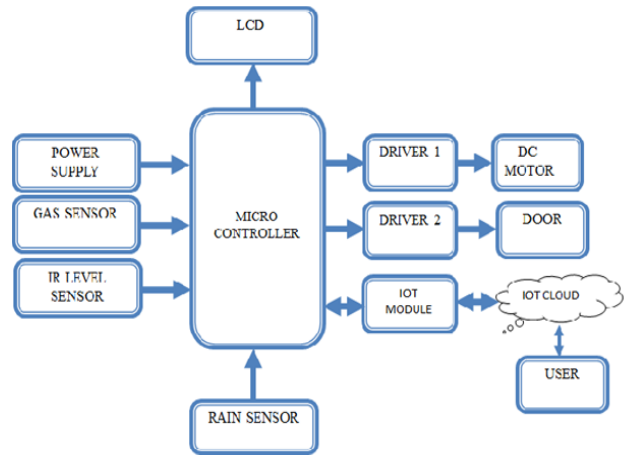 LCD
POWER
SUPPLY
GAS SENSOR
IR LEVEL
SENSOR
MICRO
CONTROLLER
DRIVER 1
DC
MOTOR
DRIVER 2
DOOR
IOT
MODULE
IOT CLOUD
USER
RAIN SENSOR